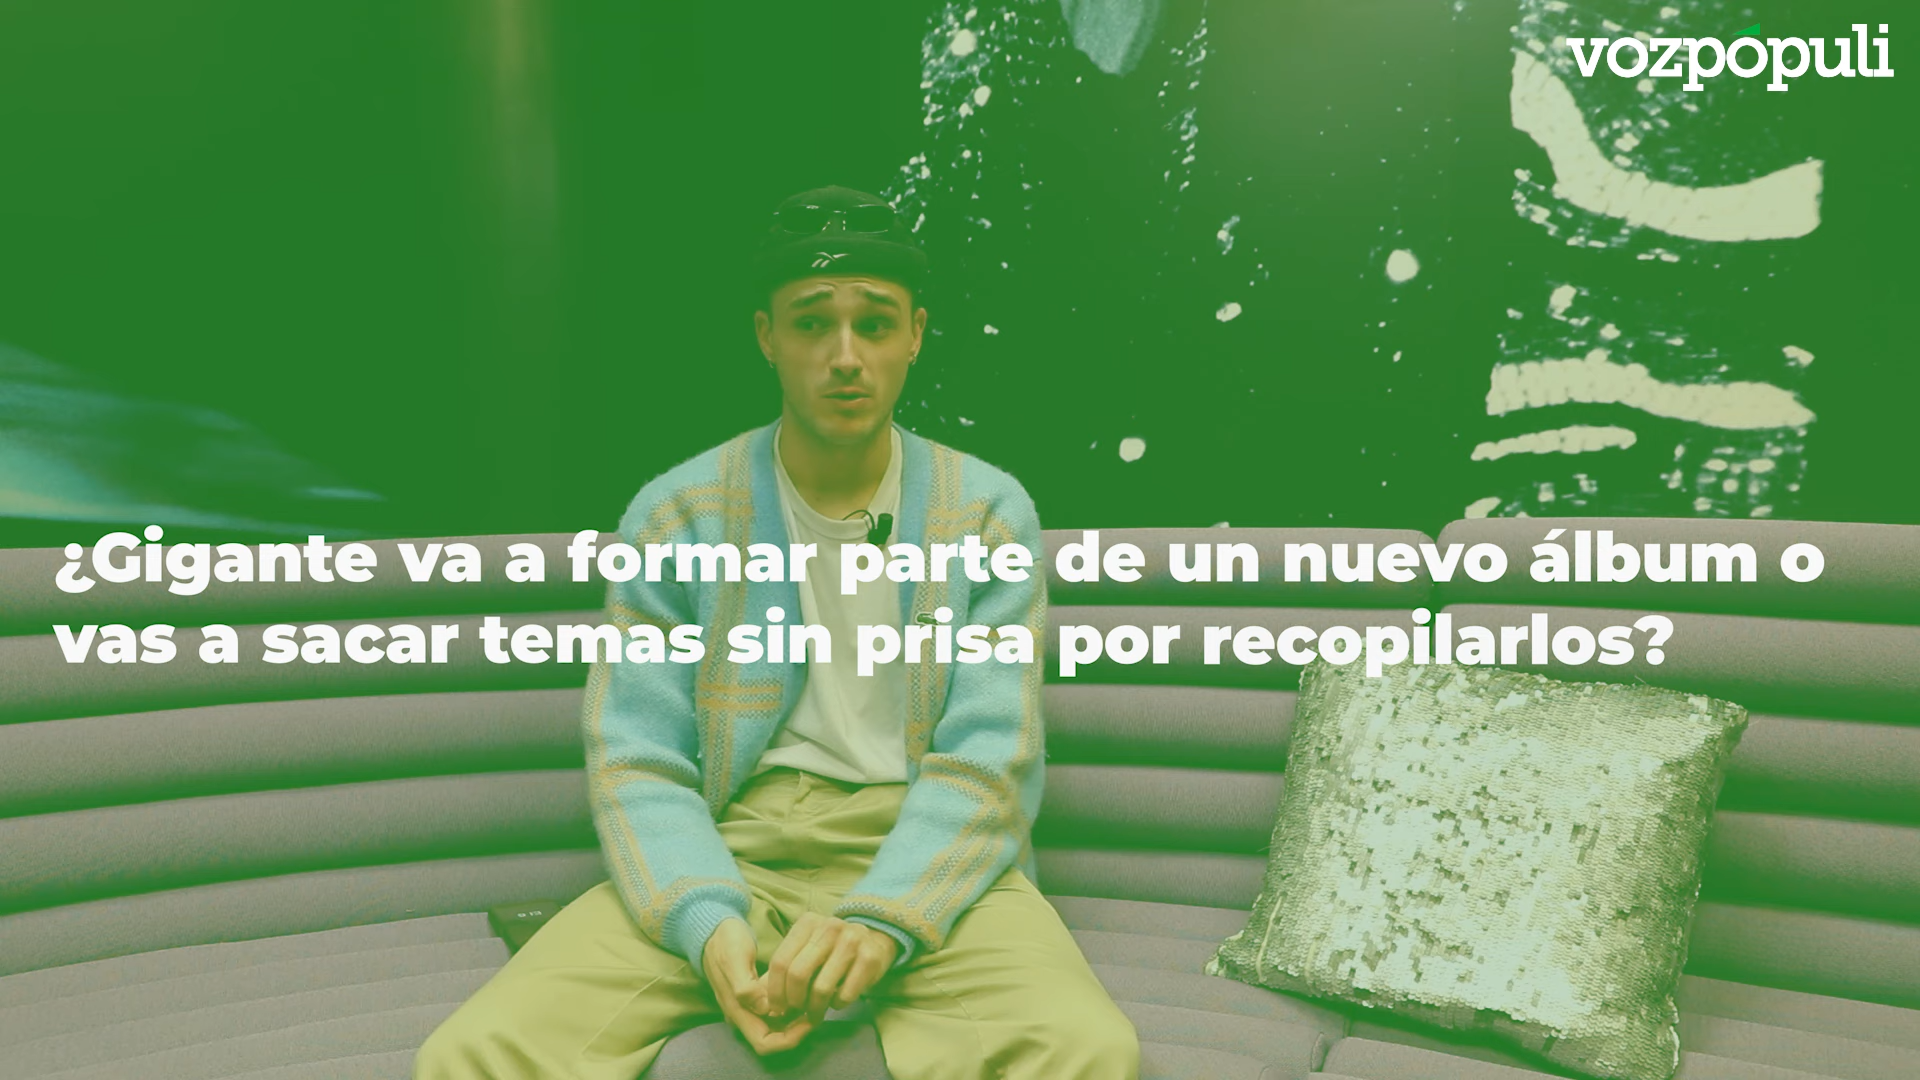 vozpópuli
¿Gigante va a formar parte de un nuevo álbum o
vas a sacar temas sin prisa por recopilarlos?